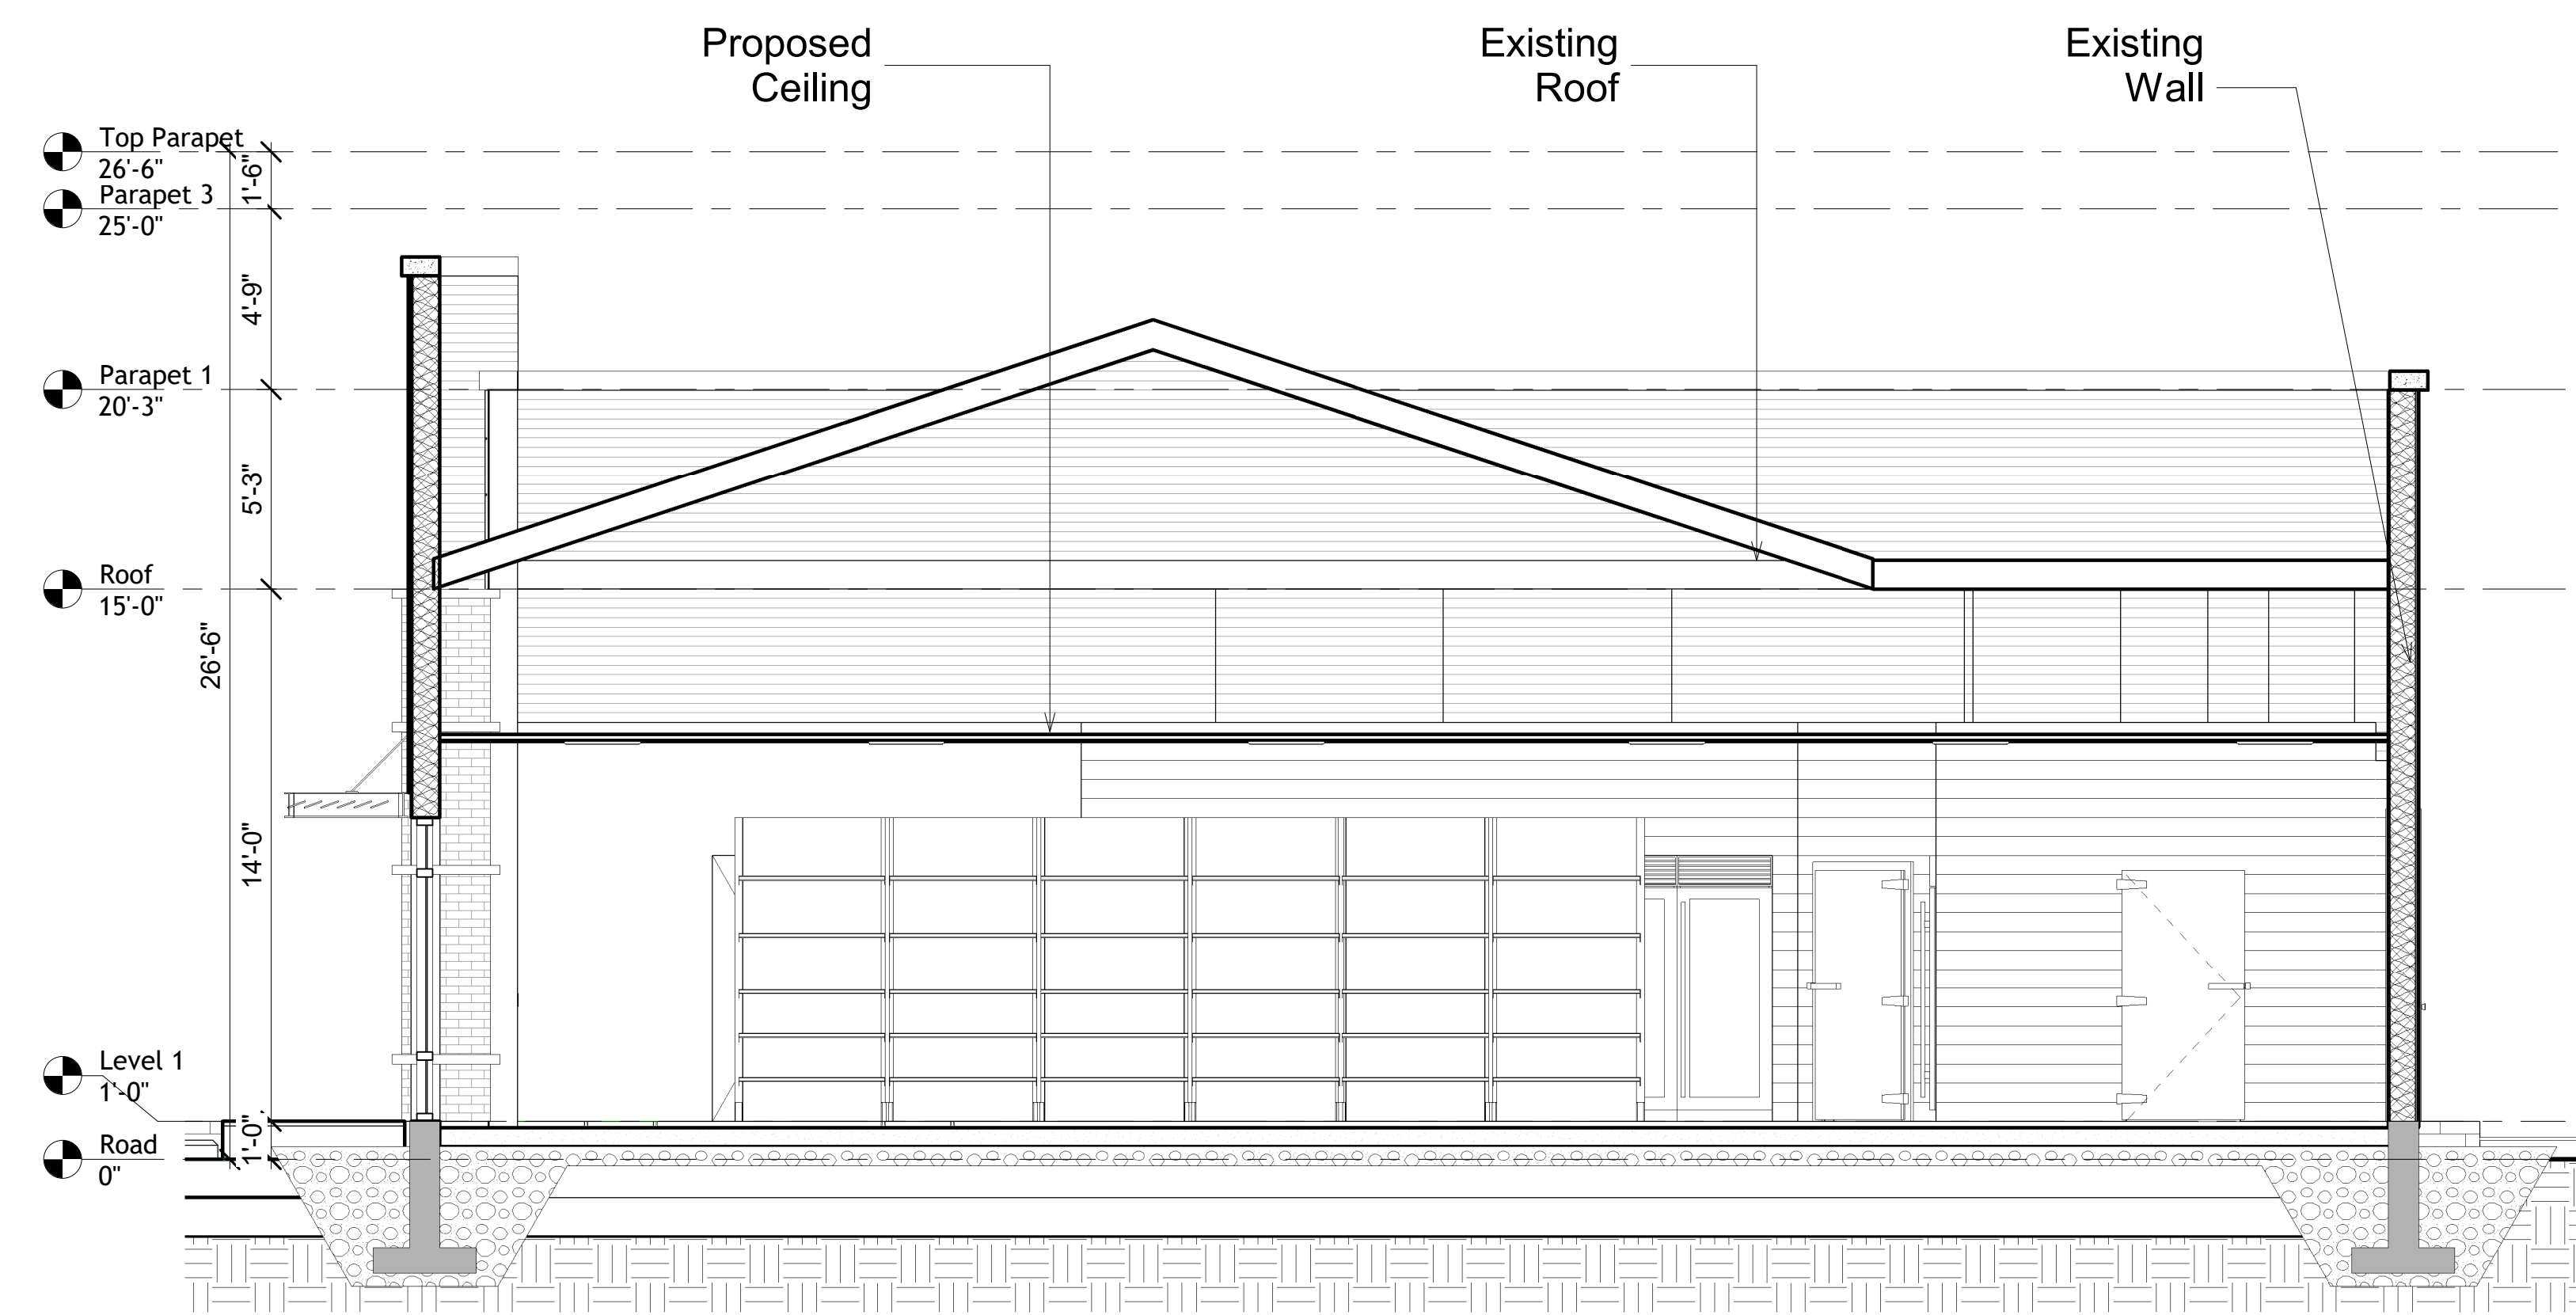 Proposed
Ceiling
Existing
Roof
Existing
Wall
Top Parapet
26'-6"
Parapet 3
25'-0"
Parapet 1
20'-3"
Roof
15'-0"
Level 1
1'-0"
Road
0"
1'-6"
4'-9"
5'-3"
26'-6"
14'-0"
1'-0"